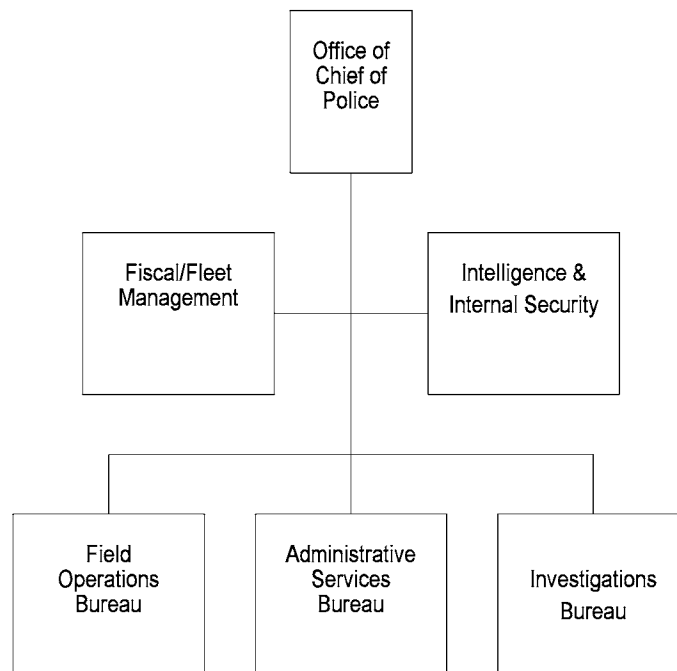 Office of
Chief of
Police
Fiscal/Fleet
Management
Intelligence &
Internal Security
Field
Operations
Bureau
Administrative
Services
Bureau
Investigations
Bureau